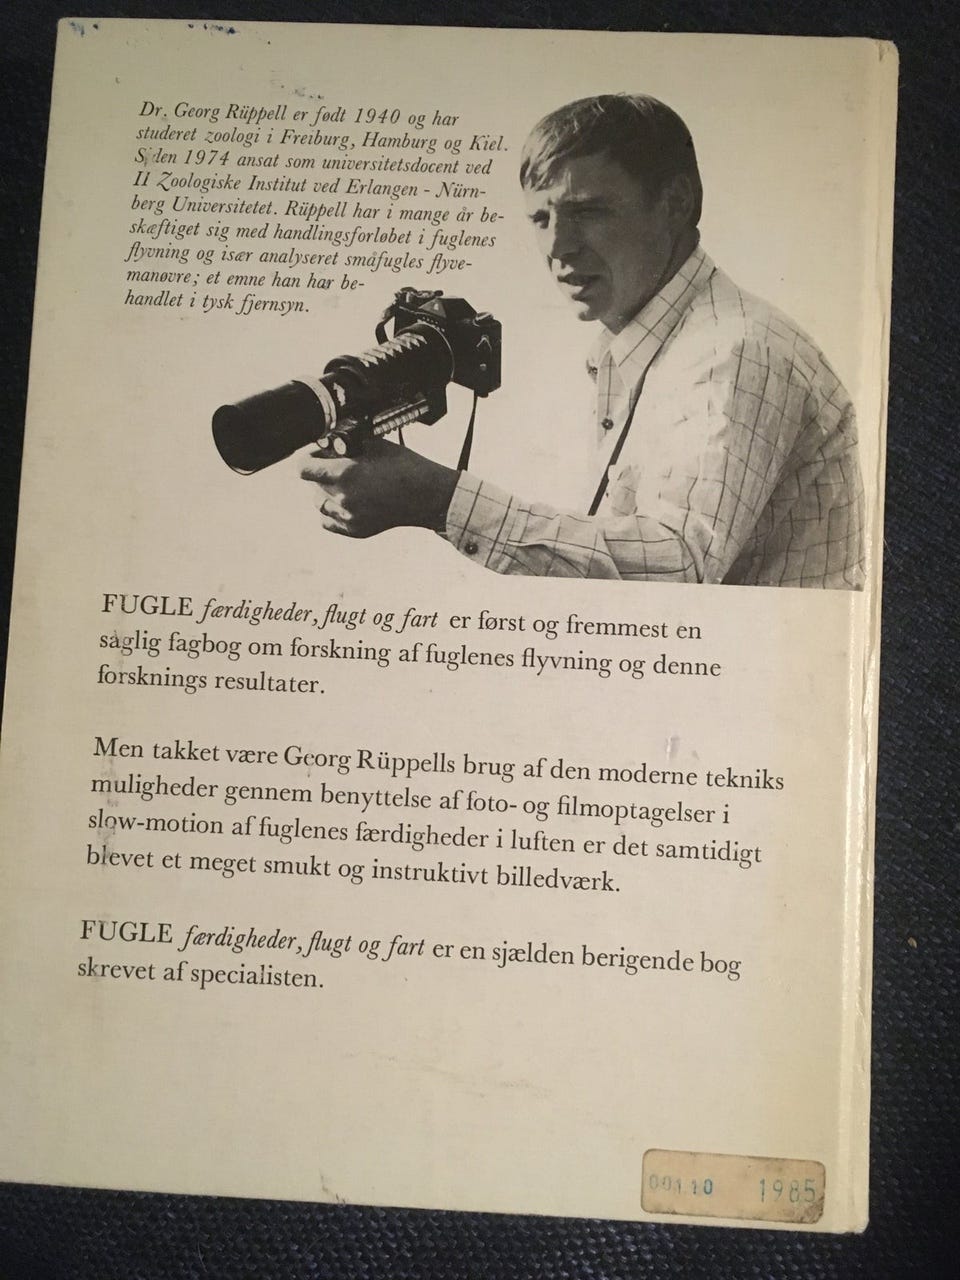 Dr. Georg Rüppell er født 1940 og har
studeret zoologi i Freiburg, Hamburg og Kiel.
Siden 1974 ansat som universitetsdocent ved
II Zoologiske Institut ved Erlangen - Nürn-
berg Universitetet. Rüppell har i mange år be-
skæftiget sig med handlingsforløbet i fuglenes
flyvning og især analyseret småfugles flyve-
manøvre; et emne han har be-
handlet i tysk fjernsyn.
FUGLE færdigheder, flugt og fart er først og fremmest en
saglig fagbog om forskning af fuglenes flyvning og denne
forsknings resultater.
Men takket være Georg Rüppells brug af den moderne tekniks
muligheder gennem benyttelse af foto- og filmoptagelser i
slow-motion af fuglenes færdigheder i luften er det samtidigt
blevet et meget smukt og instruktivt billedværk.
FUGLE færdigheder, flugt og fart er en sjælden berigende bog
skrevet af specialisten.
00110 1985